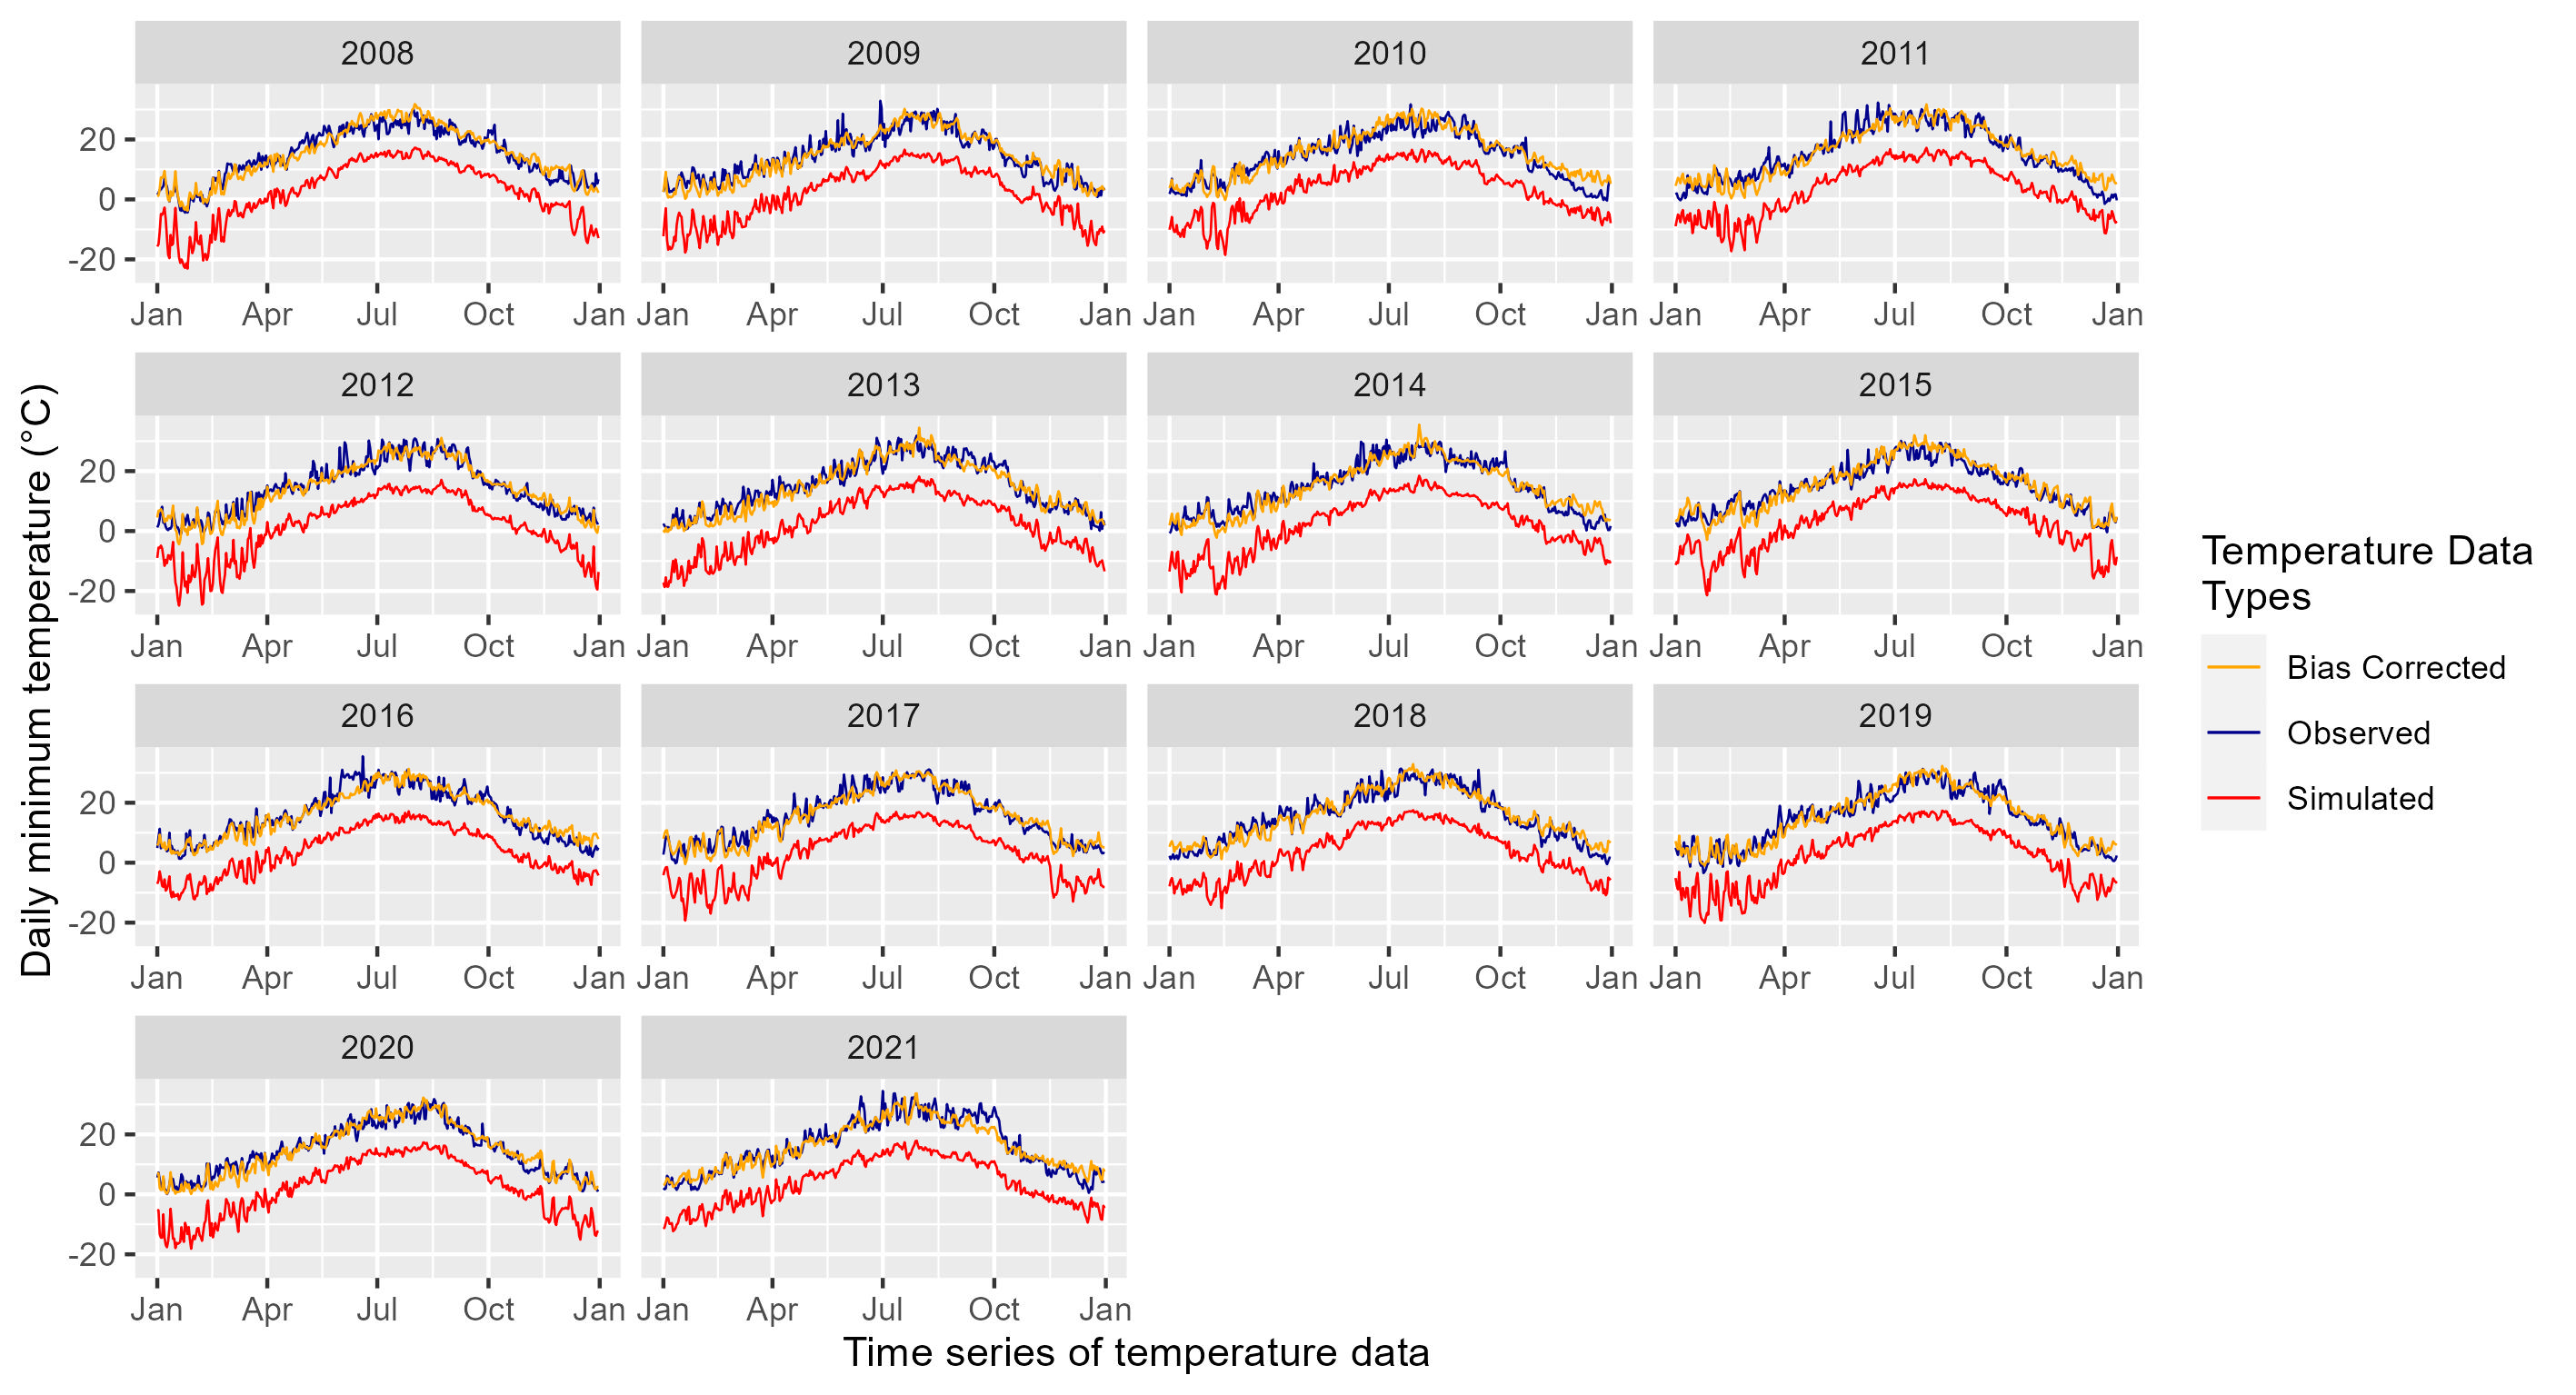 2008 2009 2010 2011
20
0
-20
Jan Apr Jul Oct Jan Jan Apr Jul Oct Jan Jan Apr Jul Oct Jan Jan Apr Jul Oct Jan
2012 2013 2014 2015
20
0
-20
Jan Apr Jul Oct Jan Jan Apr Jul Oct Jan Jan Apr Jul Oct Jan Jan Apr Jul Oct Jan
2016 2017 2018 2019
20
0
-20
Jan Apr Jul Oct Jan Jan Apr Jul Oct Jan Jan Apr Jul Oct Jan Jan Apr Jul Oct Jan
2020 2021
20
0
-20
Jan Apr Jul Oct Jan Jan Apr Jul Oct Jan
Daily minimum temperature (°C)
Time series of temperature data
Temperature Data
Types
Bias Corrected
Observed
Simulated